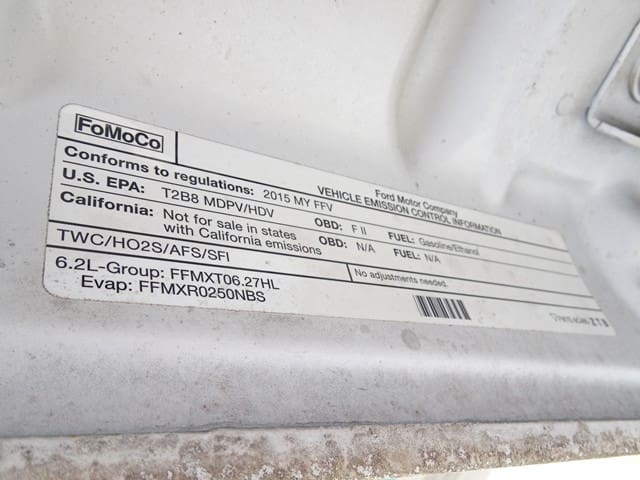 FoMoCo
Ford Motor Company
VEHICLE EMISSION CONTROL INFORMATION
Conforms to regulations: 2015 MY FFV
U.S. EPA: T2B8 MDPV/HDV OBD: F II FUEL: Gasoline/Ethanol
California: Not for sale in states with California emissions OBD: N/A FUEL: N/A
TWC/HO2S/AFS/SFI
No adjustments needed.
6.2L-Group: FFMXT06.27HL
Evap: FFMXR0250NBS
ZTB